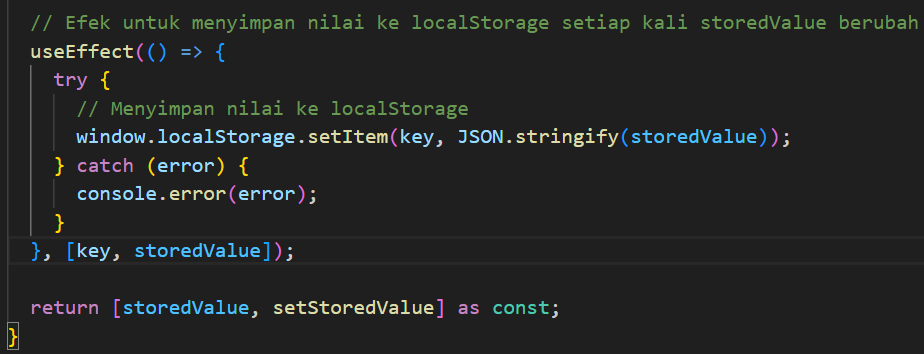 // Efek untuk menyimpan nilai ke localStorage setiap kali storedValue berubah
useEffect(() => {
try {
// Menyimpan nilai ke localStorage
window.localStorage.setItem(key, JSON.stringify(storedValue));
} catch (error) {
console.error(error);
}
}, [key, storedValue]);
return [storedValue, setStoredValue] as const;
}